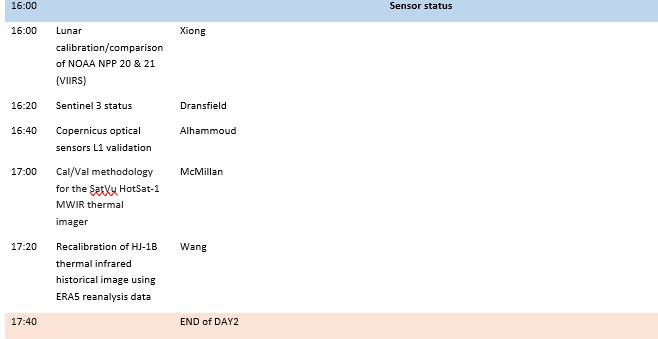 16:00 Sensor status
16:00 Lunar Xiong
calibration/comparison
of NOAA NPP 20 & 21
(VIIRS)
16:20 Sentinel 3 status Dransfield
16:40 Copernicus optical Alhammoud
sensors L1 validation
17:00 Cal/Val methodology McMillan
for the SatVu HotSat-1
MWIR thermal
imager
17:20 Recalibration of HJ-1B Wang
thermal infrared
historical image using
ERA5 reanalysis data
17:40 END of DAY2